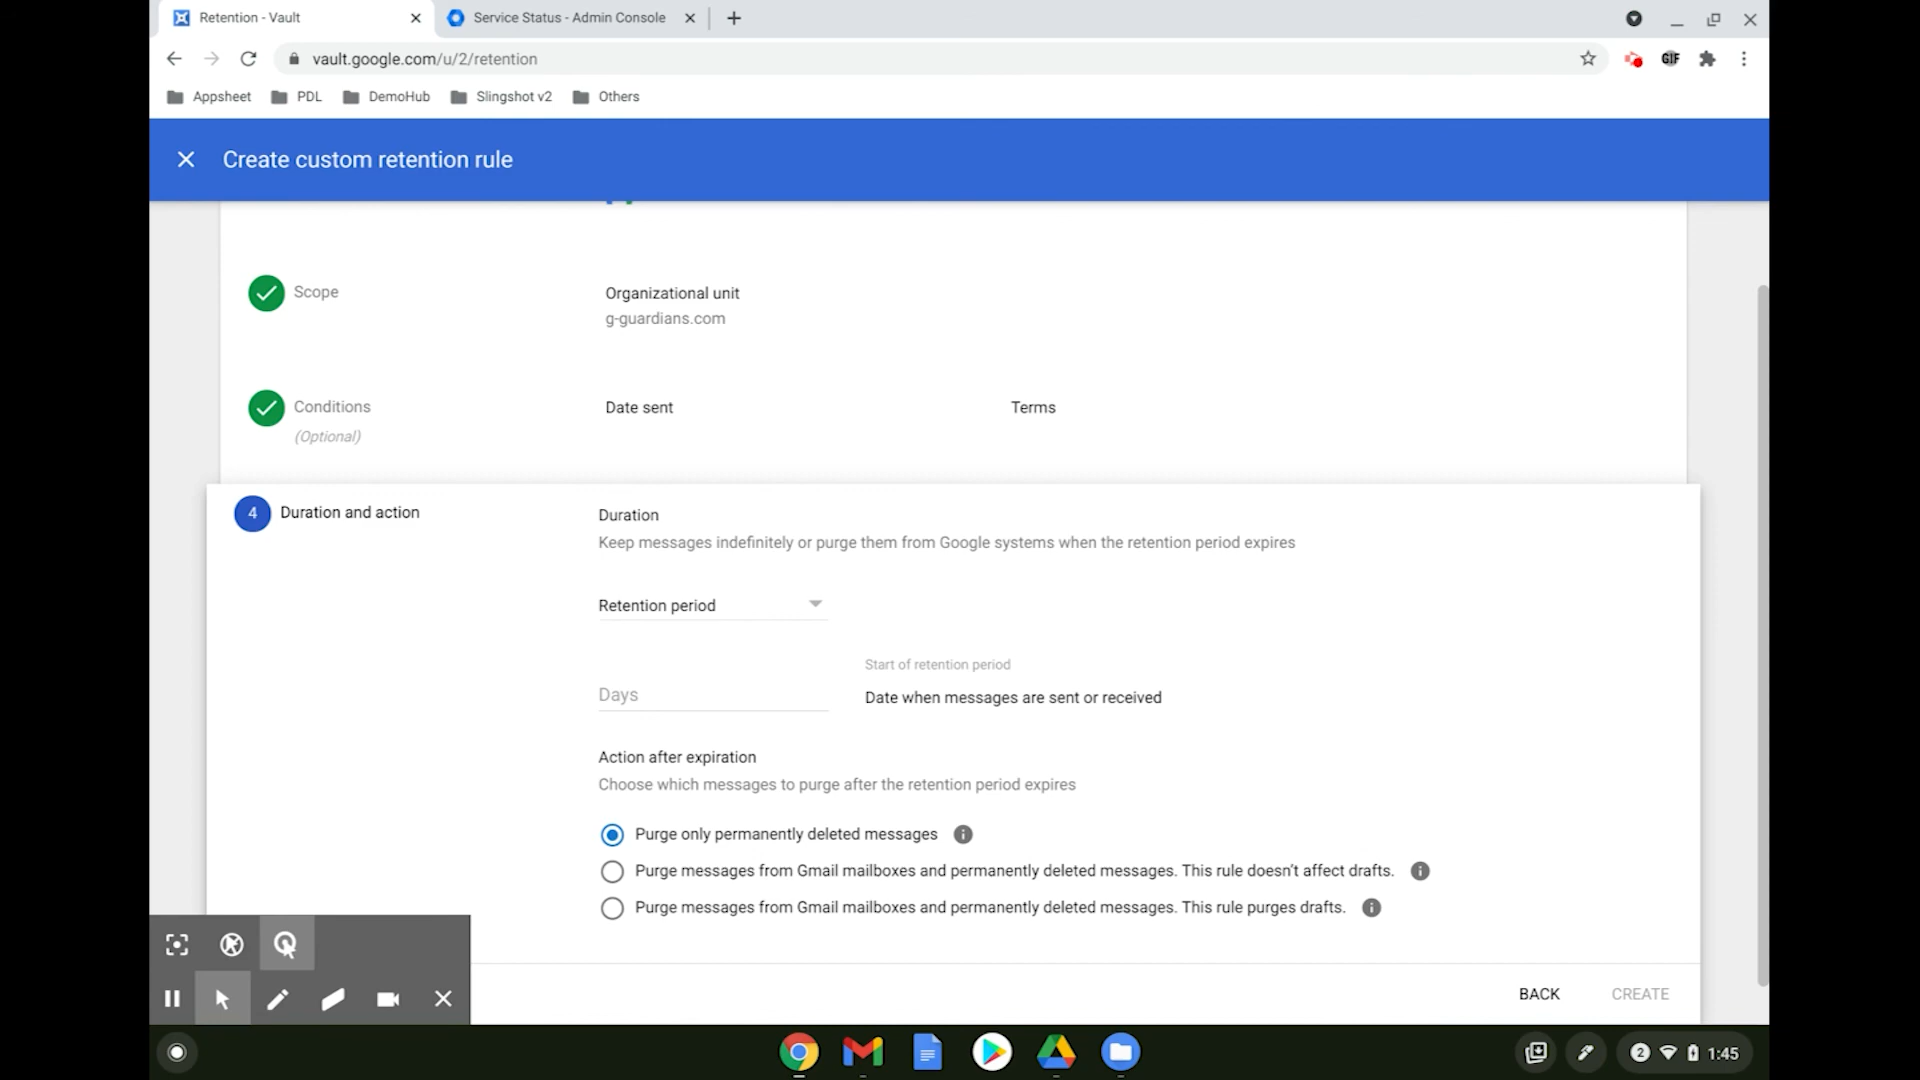 Retention - Vault
Service Status - Admin Console
vault.google.com/u/2/retention
GIF
Appsheet
PDL
DemoHub
Slingshot v2
Others
Create custom retention rule
Scope
Organizational unit
g-guardians.com
Conditions
(Optional)
Date sent
Terms
4
Duration and action
Duration
Keep messages indefinitely or purge them from Google systems when the retention period expires
Retention period
Start of retention period
Days
Date when messages are sent or received
Action after expiration
Choose which messages to purge after the retention period expires
Purge only permanently deleted messages
Purge messages from Gmail mailboxes and permanently deleted messages. This rule doesn't affect drafts.
Purge messages from Gmail mailboxes and permanently deleted messages. This rule purges drafts.
BACK
CREATE
2
1:45